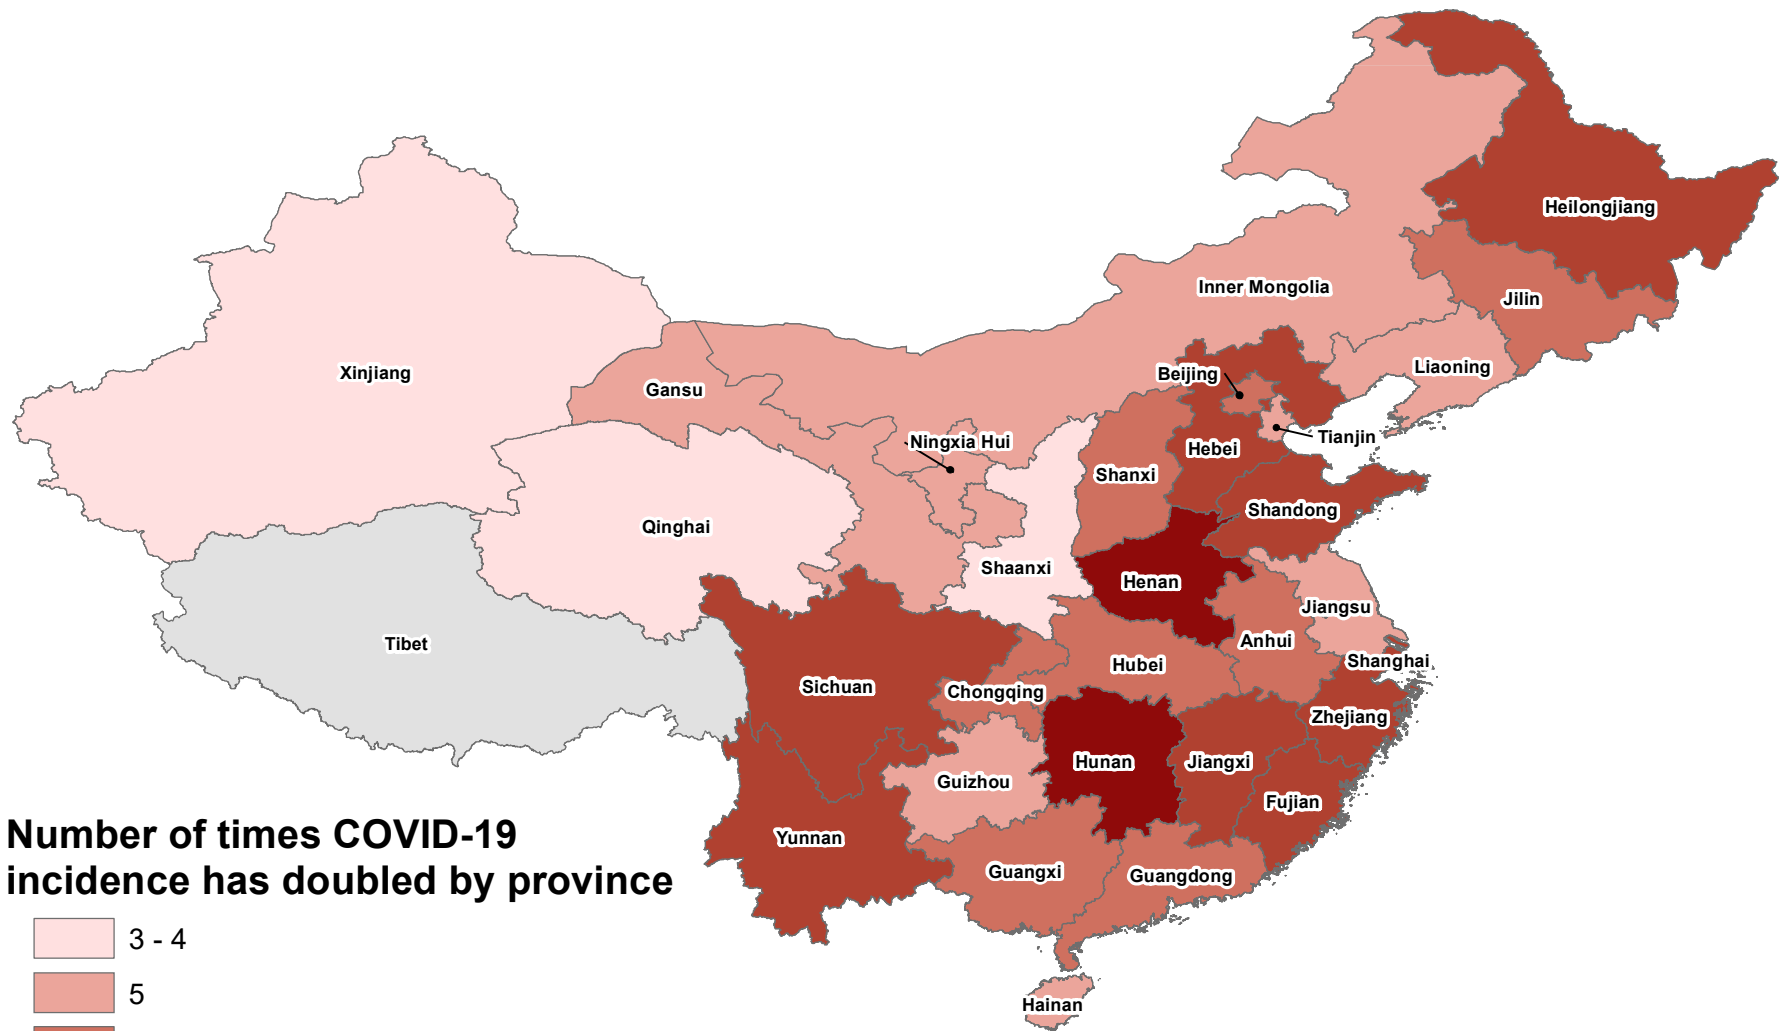 Heilongjiang
Inner Mongolia
Jilin
Xinjiang
Gansu
Beijing
Liaoning
Ningxia Hui
Tianjin
Hebei
Shanxi
Shandong
Qinghai
Shaanxi
Henan
Jiangsu
Tibet
Anhui
Hubei
Shanghai
Sichuan
Chongqing
Zhejiang
Hunan
Jiangxi
Guizhou
Fujian
Yunnan
Number of times COVID-19
incidence has doubled by province
Guangxi
Guangdong
3 - 4
5
Hainan